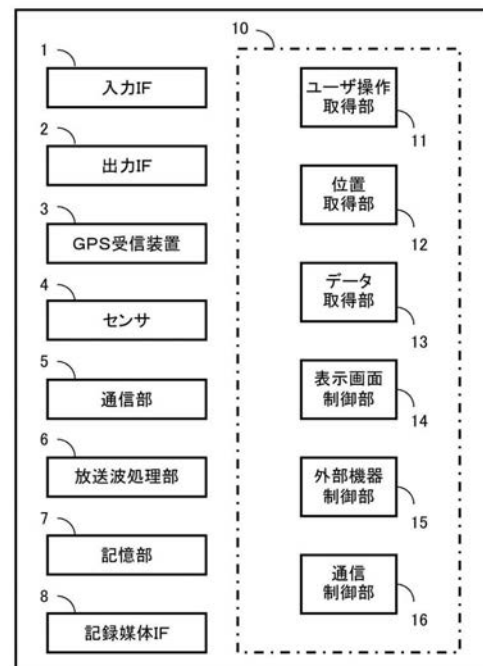 1
入力IF
2
出力IF
3
GPS受信装置
4
センサ
5
通信部
6
放送波処理部
7
記憶部
8
記録媒体IF
10
ユーザ操作
取得部
11
位置
取得部
12
データ
取得部
13
表示画面
制御部
14
外部機器
制御部
15
通信
制御部
16